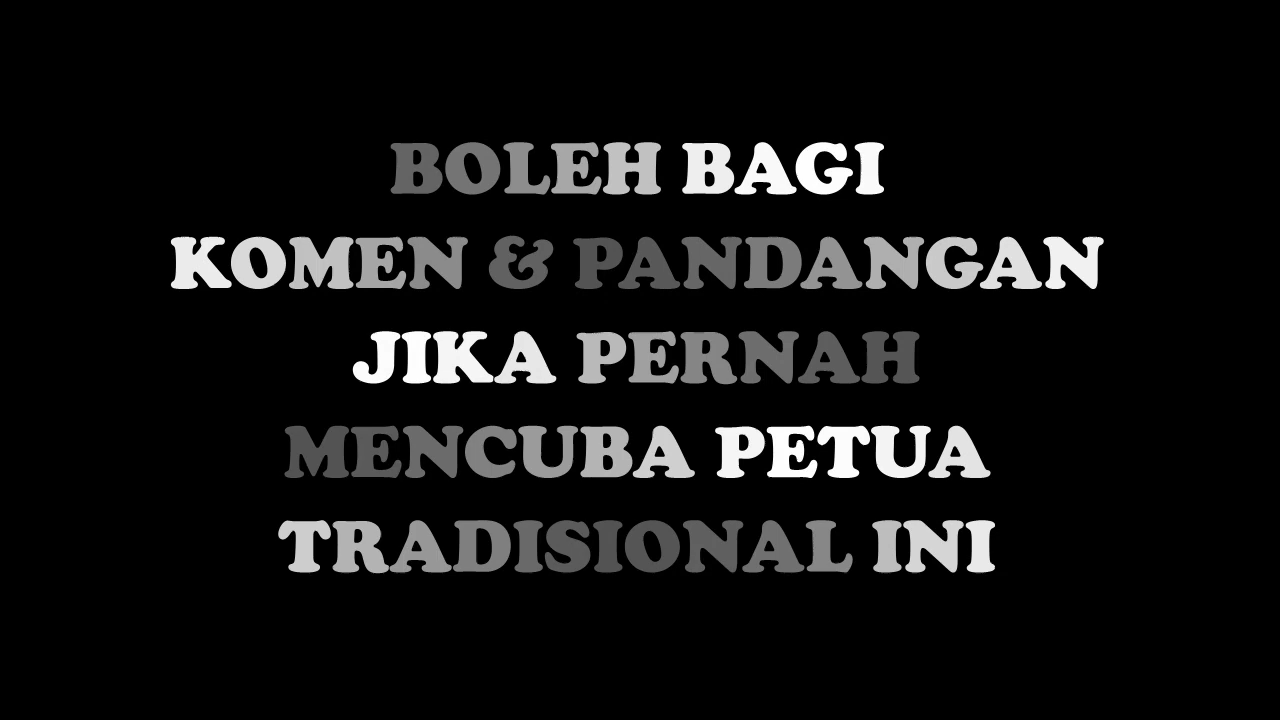 BOLEH BAGI
KOMEN & PANDANGAN
JIKA PERNAH
MENCUBA PETUA
TRADISIONAL INI